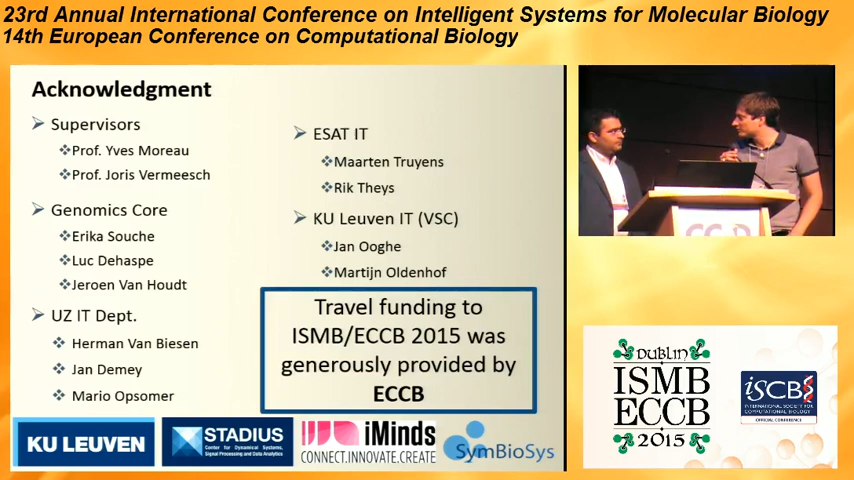 23rd Annual International Conference on Intelligent Systems for Molecular Biology
14th European Conference on Computational Biology
Acknowledgment
Supervisors
Prof. Yves Moreau
Prof. Joris Vermeesch
Genomics Core
Erika Souche
Luc Dehaspe
Jeroen Van Houdt
UZ IT Dept.
Herman Van Biesen
Jan Demey
Mario Opsomer
ESAT IT
Maarten Truyens
Rik Theys
KU Leuven IT (VSC)
Jan Ooghe
Martijn Oldenhof
Travel funding to
ISMB/ECCB 2015 was
generously provided by
ECCB
KU LEUVEN
STADIUS
Center for Dynamical Systems,
Signal Processing and Data Analytics
iMinds
CONNECT.INNOVATE.CREATE
SymBioSys
DUBLIN
ISMB
ECCB
2015
iSCB
INTERNATIONAL SOCIETY FOR
COMPUTATIONAL BIOLOGY
OFFICIAL CONFERENCE